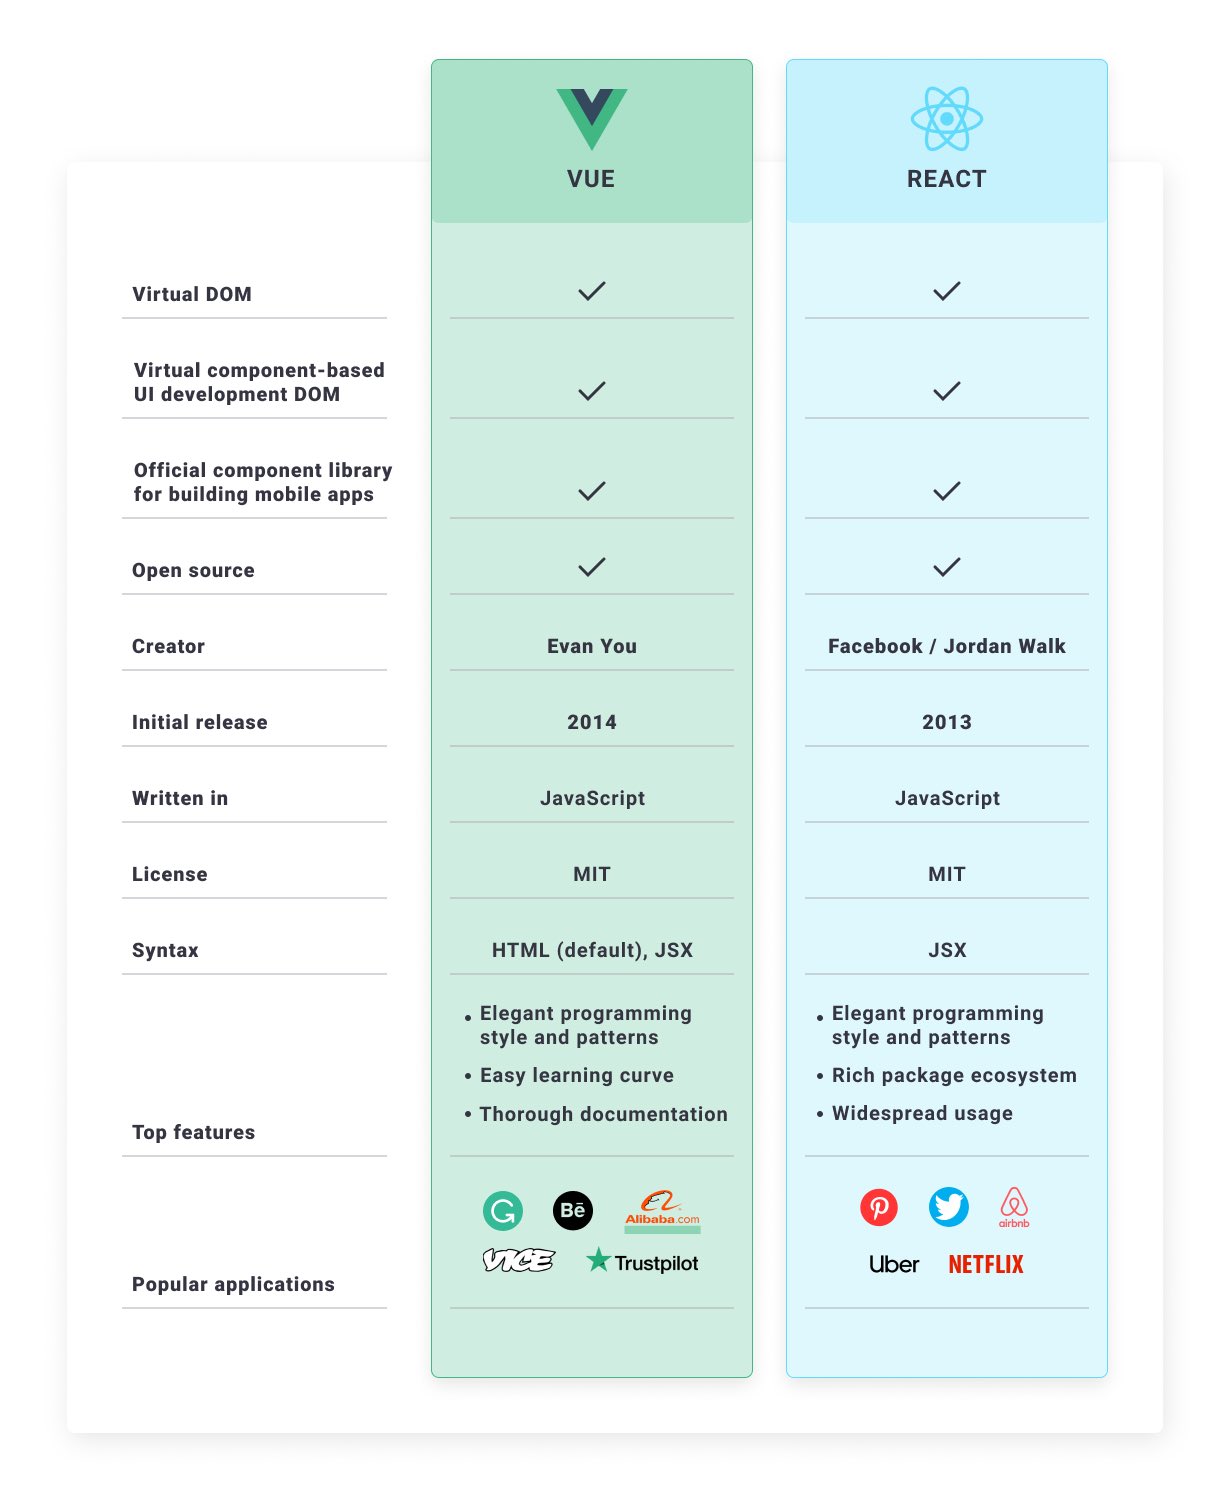 VUE
REACT
Virtual DOM
Virtual component-based
UI development DOM
Official component library
for building mobile apps
Open source
Creator
Evan You
Facebook / Jordan Walk
Initial release
2014
2013
Written in
JavaScript
JavaScript
License
MIT
MIT
Syntax
HTML (default), JSX
JSX
Top features
• Elegant programming
style and patterns
• Easy learning curve
• Thorough documentation
• Elegant programming
style and patterns
• Rich package ecosystem
• Widespread usage
Popular applications
G
Bē
Alibaba.com
VICE
Trustpilot
airbnb
Uber
NETFLIX